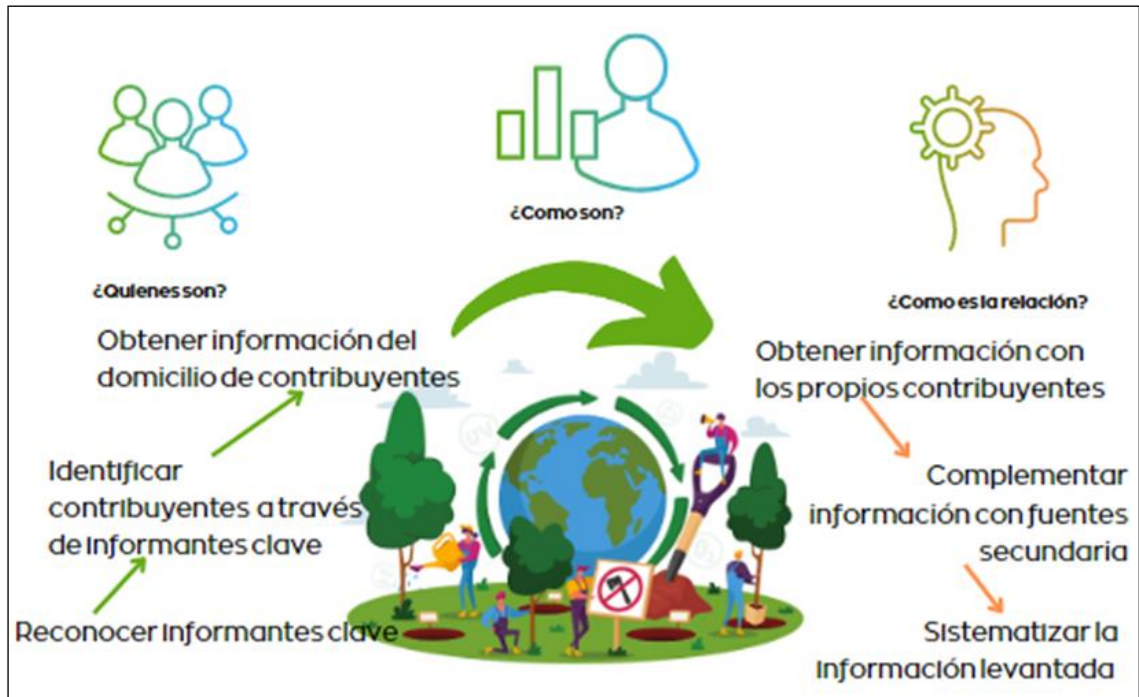 ¿Como son?
¿Quienes son?
¿Como es la relación?
Obtener información del
domicilio de contribuyentes
Obtener información con
los propios contribuyentes
Identificar
contribuyentes a través
de informantes clave
Complementar
información con fuentes
secundaria
Reconocer informantes clave
Sistematizar la
información levantada